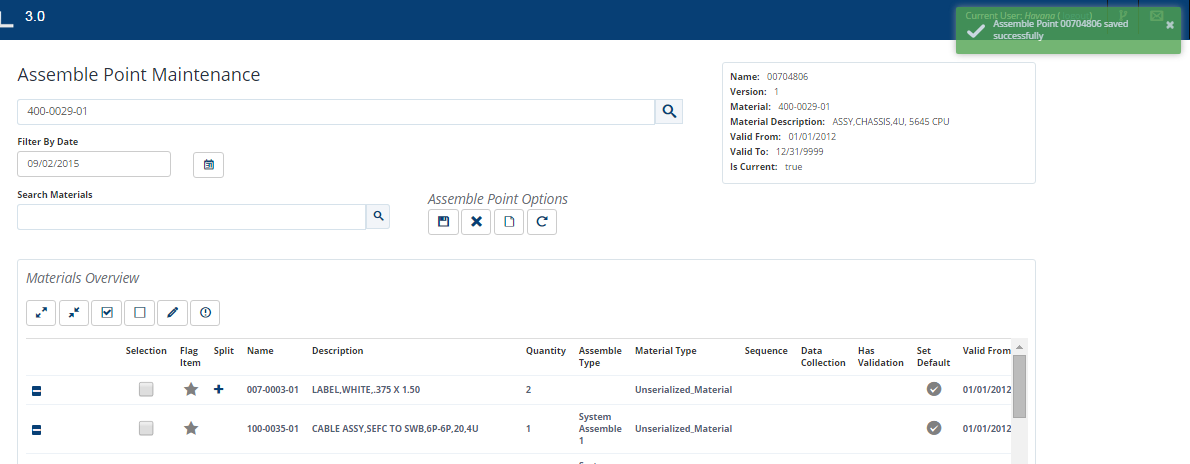 3.0
Current User: Havana (
Assemble Point 00704806 saved
successfully
Assemble Point Maintenance
400-0029-01
Filter By Date
09/02/2015
Search Materials
Assemble Point Options
Name: 00704806
Version: 1
Material: 400-0029-01
Material Description: ASSY,CHASSIS,4U, 5645 CPU
Valid From: 01/01/2012
Valid To: 12/31/9999
Is Current: true
Materials Overview
Selection Flag Item Split Name Description Quantity Assemble Type Material Type Sequence Data Collection Has Validation Set Default Valid From
007-0003-01 LABEL,WHITE,.375 X 1.50 2 Unserialized_Material 01/01/2012
100-0035-01 CABLE ASSY,SEFC TO SWB,6P-6P,20,4U 1 System Assemble 1 Unserialized_Material 01/01/2012